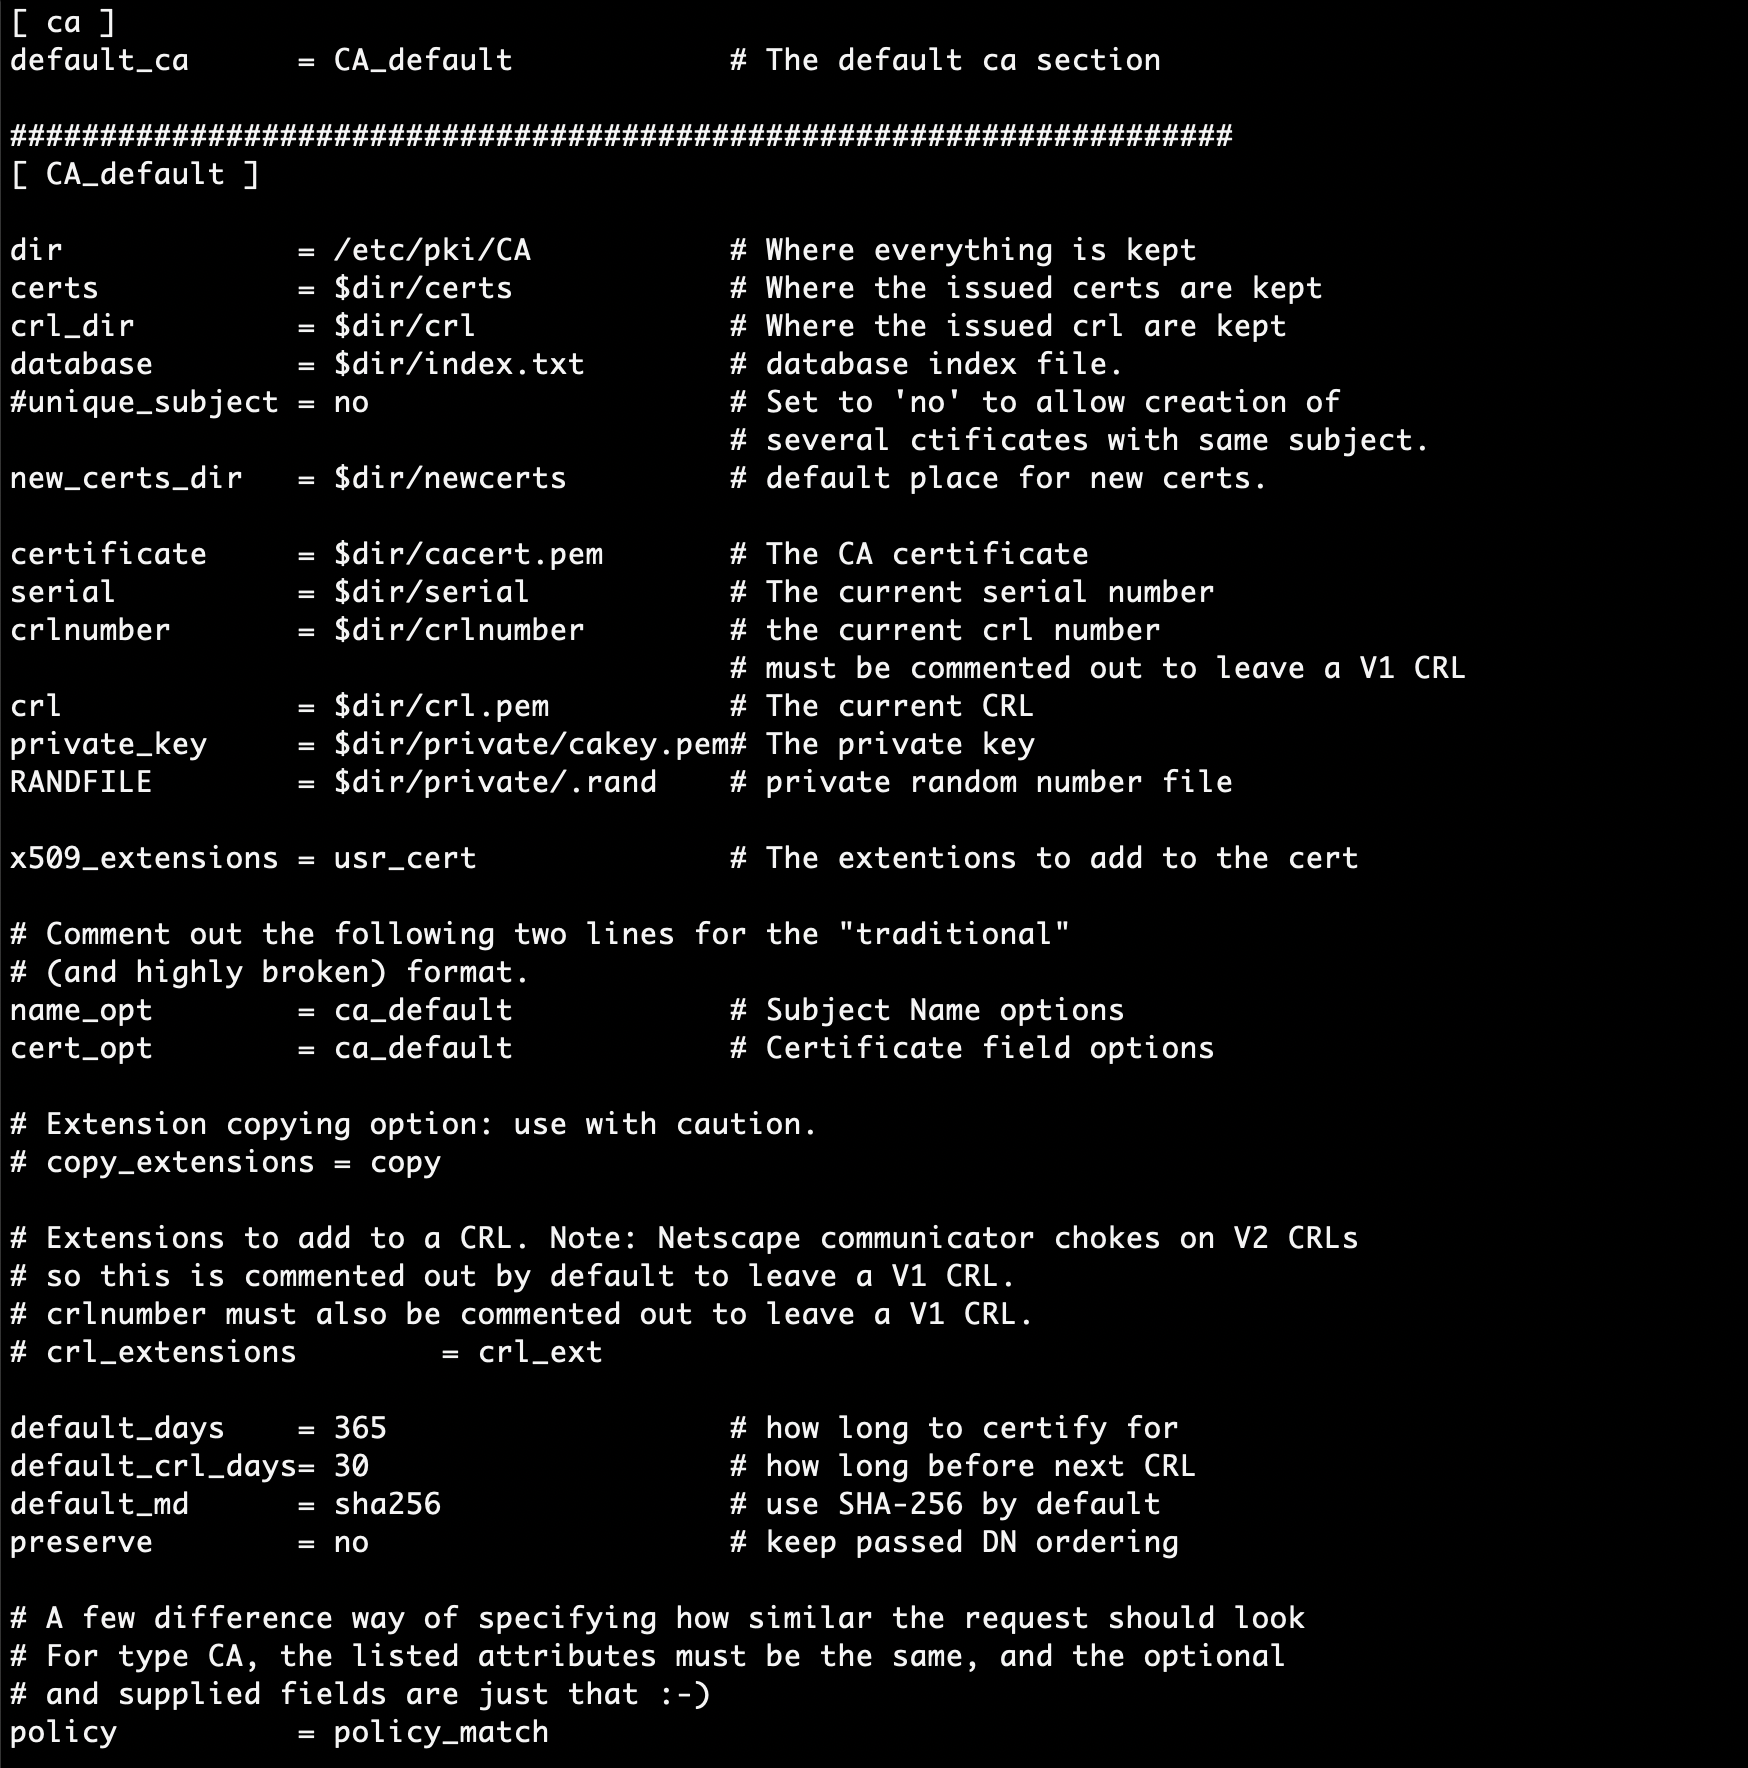 [ ca ]
default_ca      = CA_default            # The default ca section

####################################################################
[ CA_default ]

dir             = /etc/pki/CA           # Where everything is kept
certs           = $dir/certs            # Where the issued certs are kept
crl_dir         = $dir/crl              # Where the issued crl are kept
database        = $dir/index.txt        # database index file.
#unique_subject = no                    # Set to 'no' to allow creation of
                                        # several ctificates with same subject.
new_certs_dir   = $dir/newcerts         # default place for new certs.

certificate     = $dir/cacert.pem       # The CA certificate
serial          = $dir/serial           # The current serial number
crlnumber       = $dir/crlnumber        # the current crl number
                                        # must be commented out to leave a V1 CRL
crl             = $dir/crl.pem          # The current CRL
private_key     = $dir/private/cakey.pem# The private key
RANDFILE        = $dir/private/.rand    # private random number file

x509_extensions = usr_cert              # The extentions to add to the cert

# Comment out the following two lines for the "traditional"
# (and highly broken) format.
name_opt        = ca_default            # Subject Name options
cert_opt        = ca_default            # Certificate field options

# Extension copying option: use with caution.
# copy_extensions = copy

# Extensions to add to a CRL. Note: Netscape communicator chokes on V2 CRLs
# so this is commented out by default to leave a V1 CRL.
# crlnumber must also be commented out to leave a V1 CRL.
# crl_extensions        = crl_ext

default_days    = 365                   # how long to certify for
default_crl_days= 30                    # how long before next CRL
default_md      = sha256                # use SHA-256 by default
preserve        = no                    # keep passed DN ordering

# A few difference way of specifying how similar the request should look
# For type CA, the listed attributes must be the same, and the optional
# and supplied fields are just that :-)
policy          = policy_match